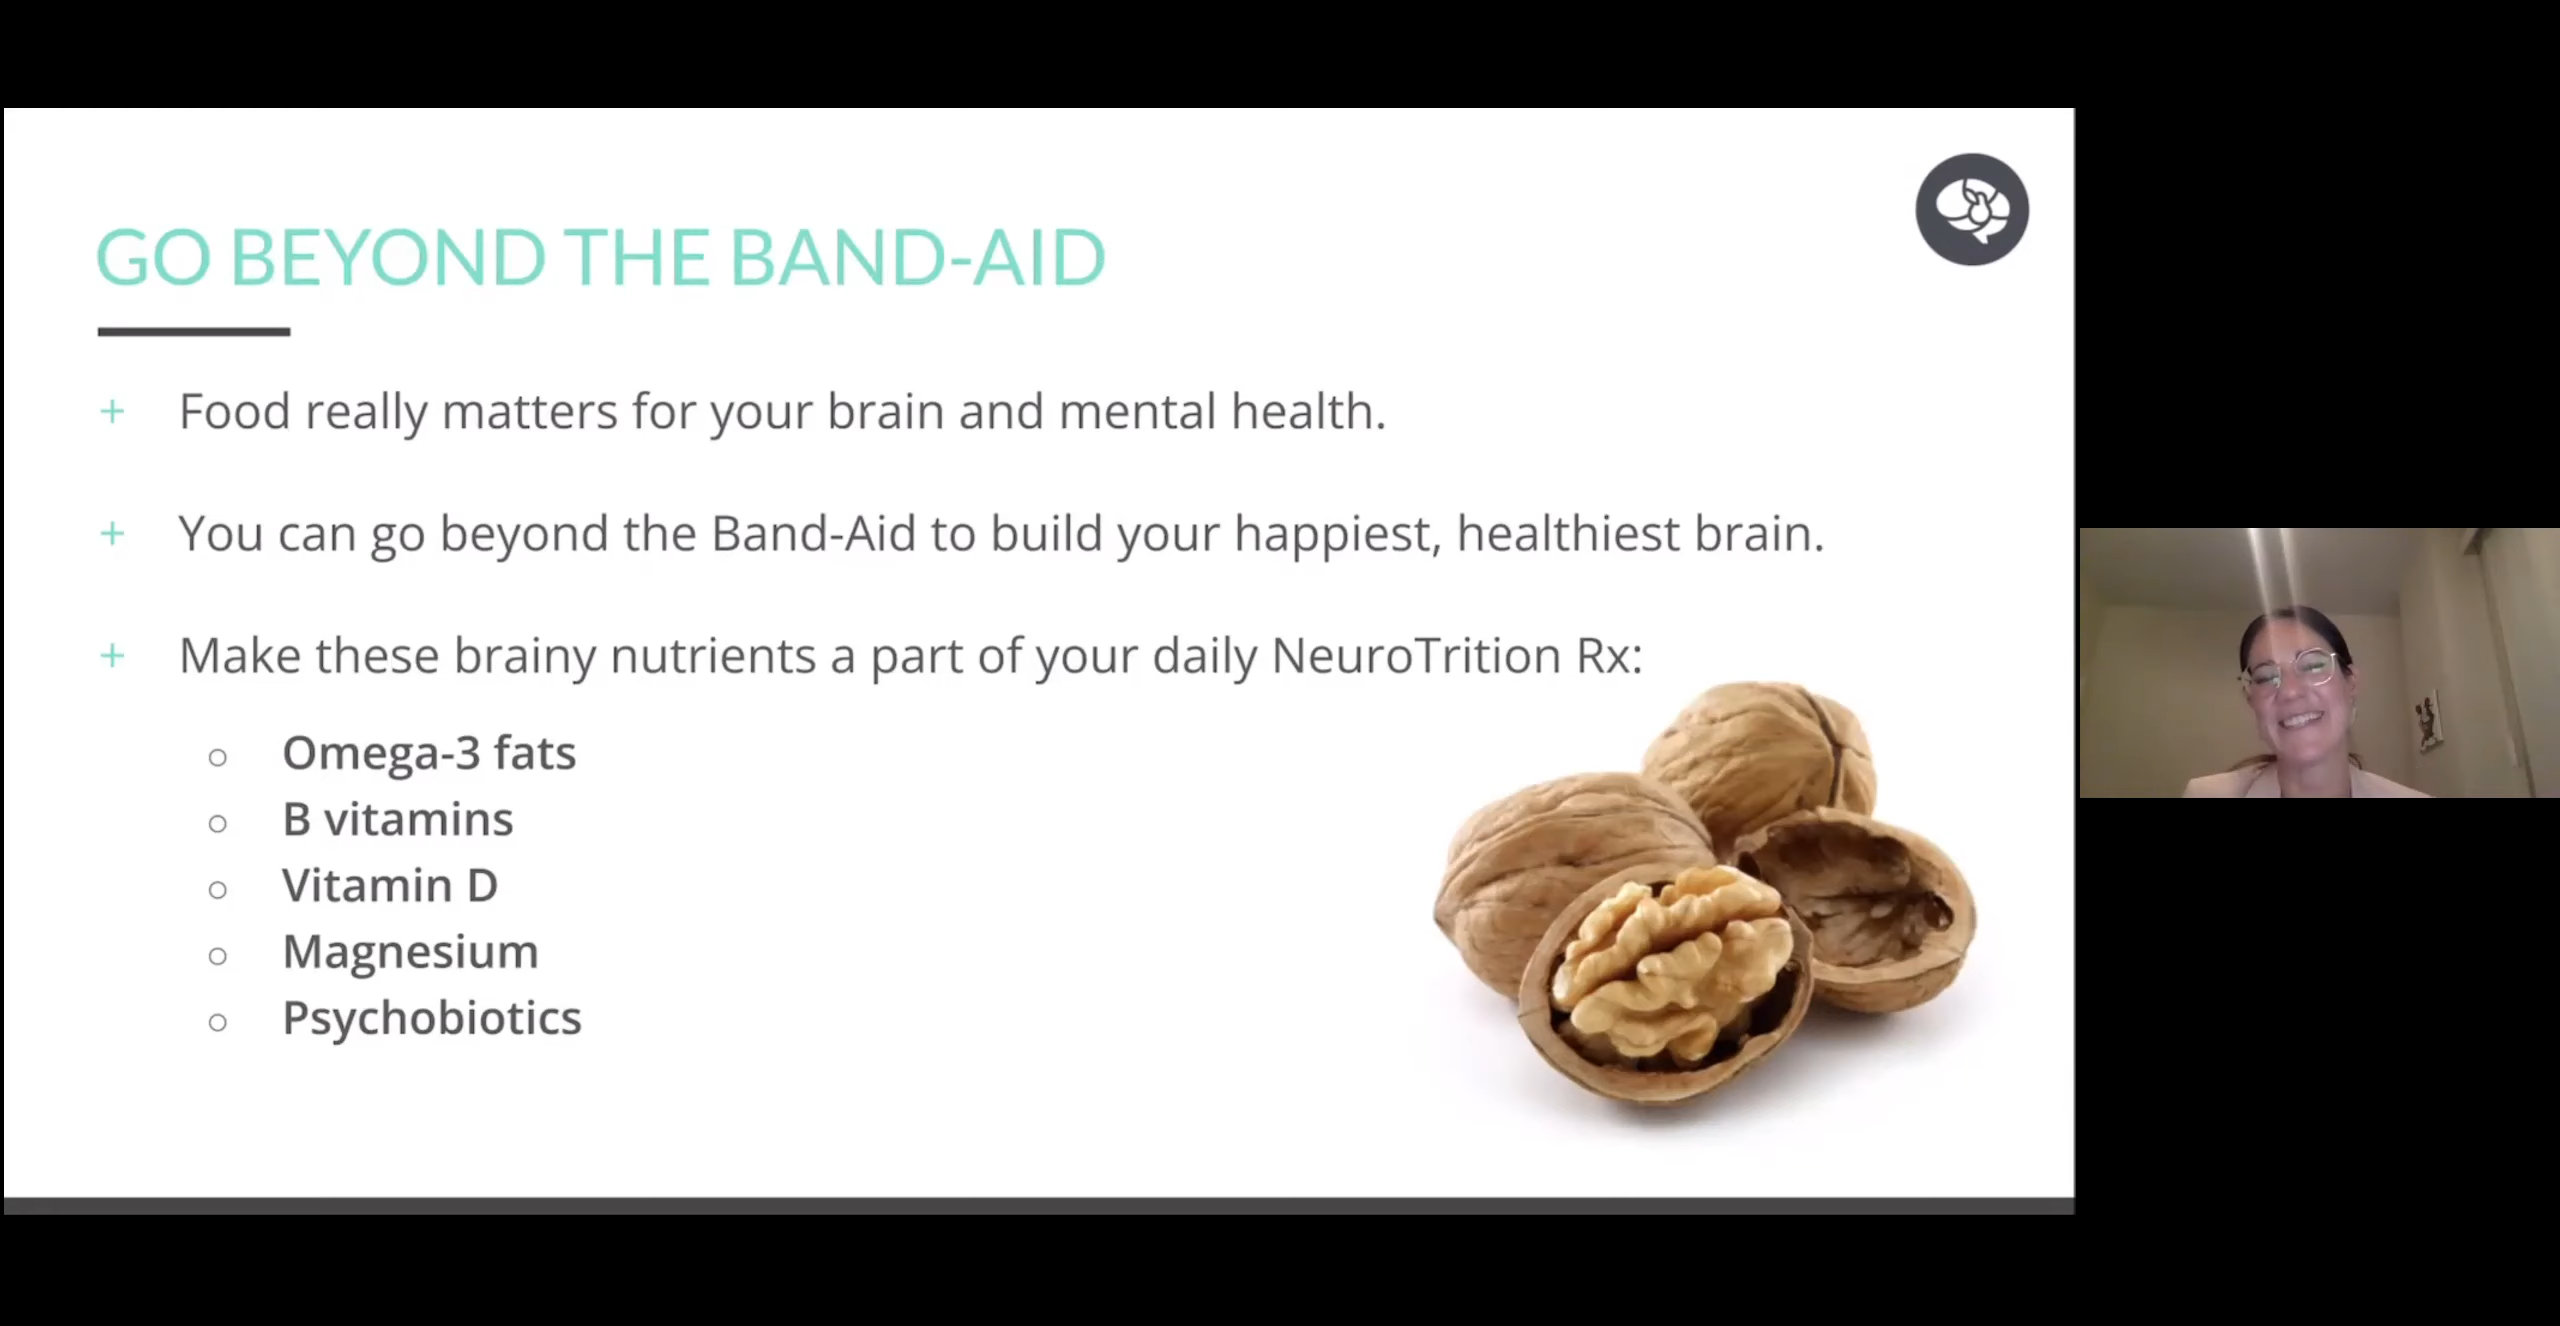 GO BEYOND THE BAND-AID
+ Food really matters for your brain and mental health.
+ You can go beyond the Band-Aid to build your happiest, healthiest brain.
+ Make these brainy nutrients a part of your daily NeuroTrition Rx:
○ Omega-3 fats
○ B vitamins
○ Vitamin D
○ Magnesium
○ Psychobiotics